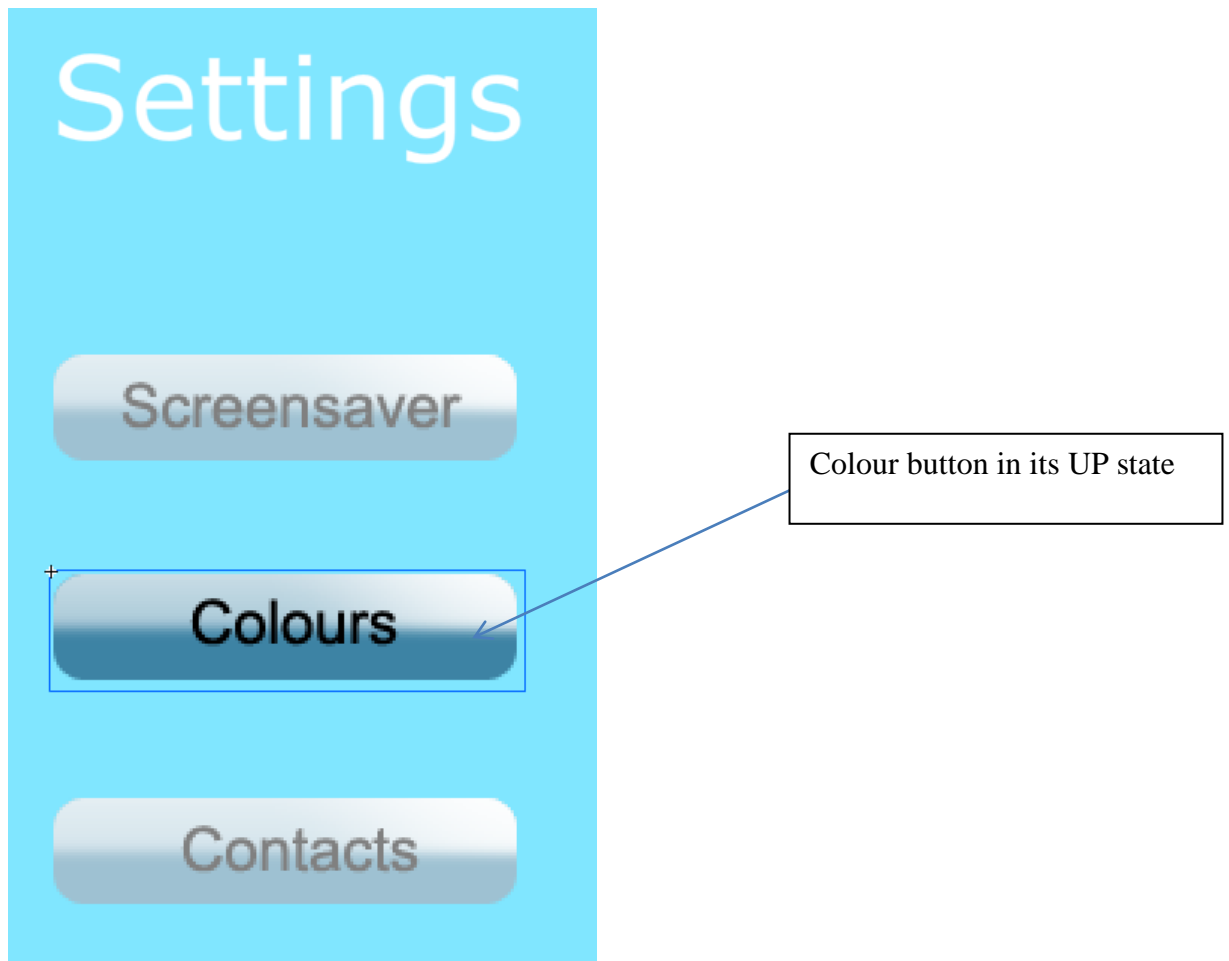 Settings
Screensaver
Colour button in its UP state
Colours
Contacts